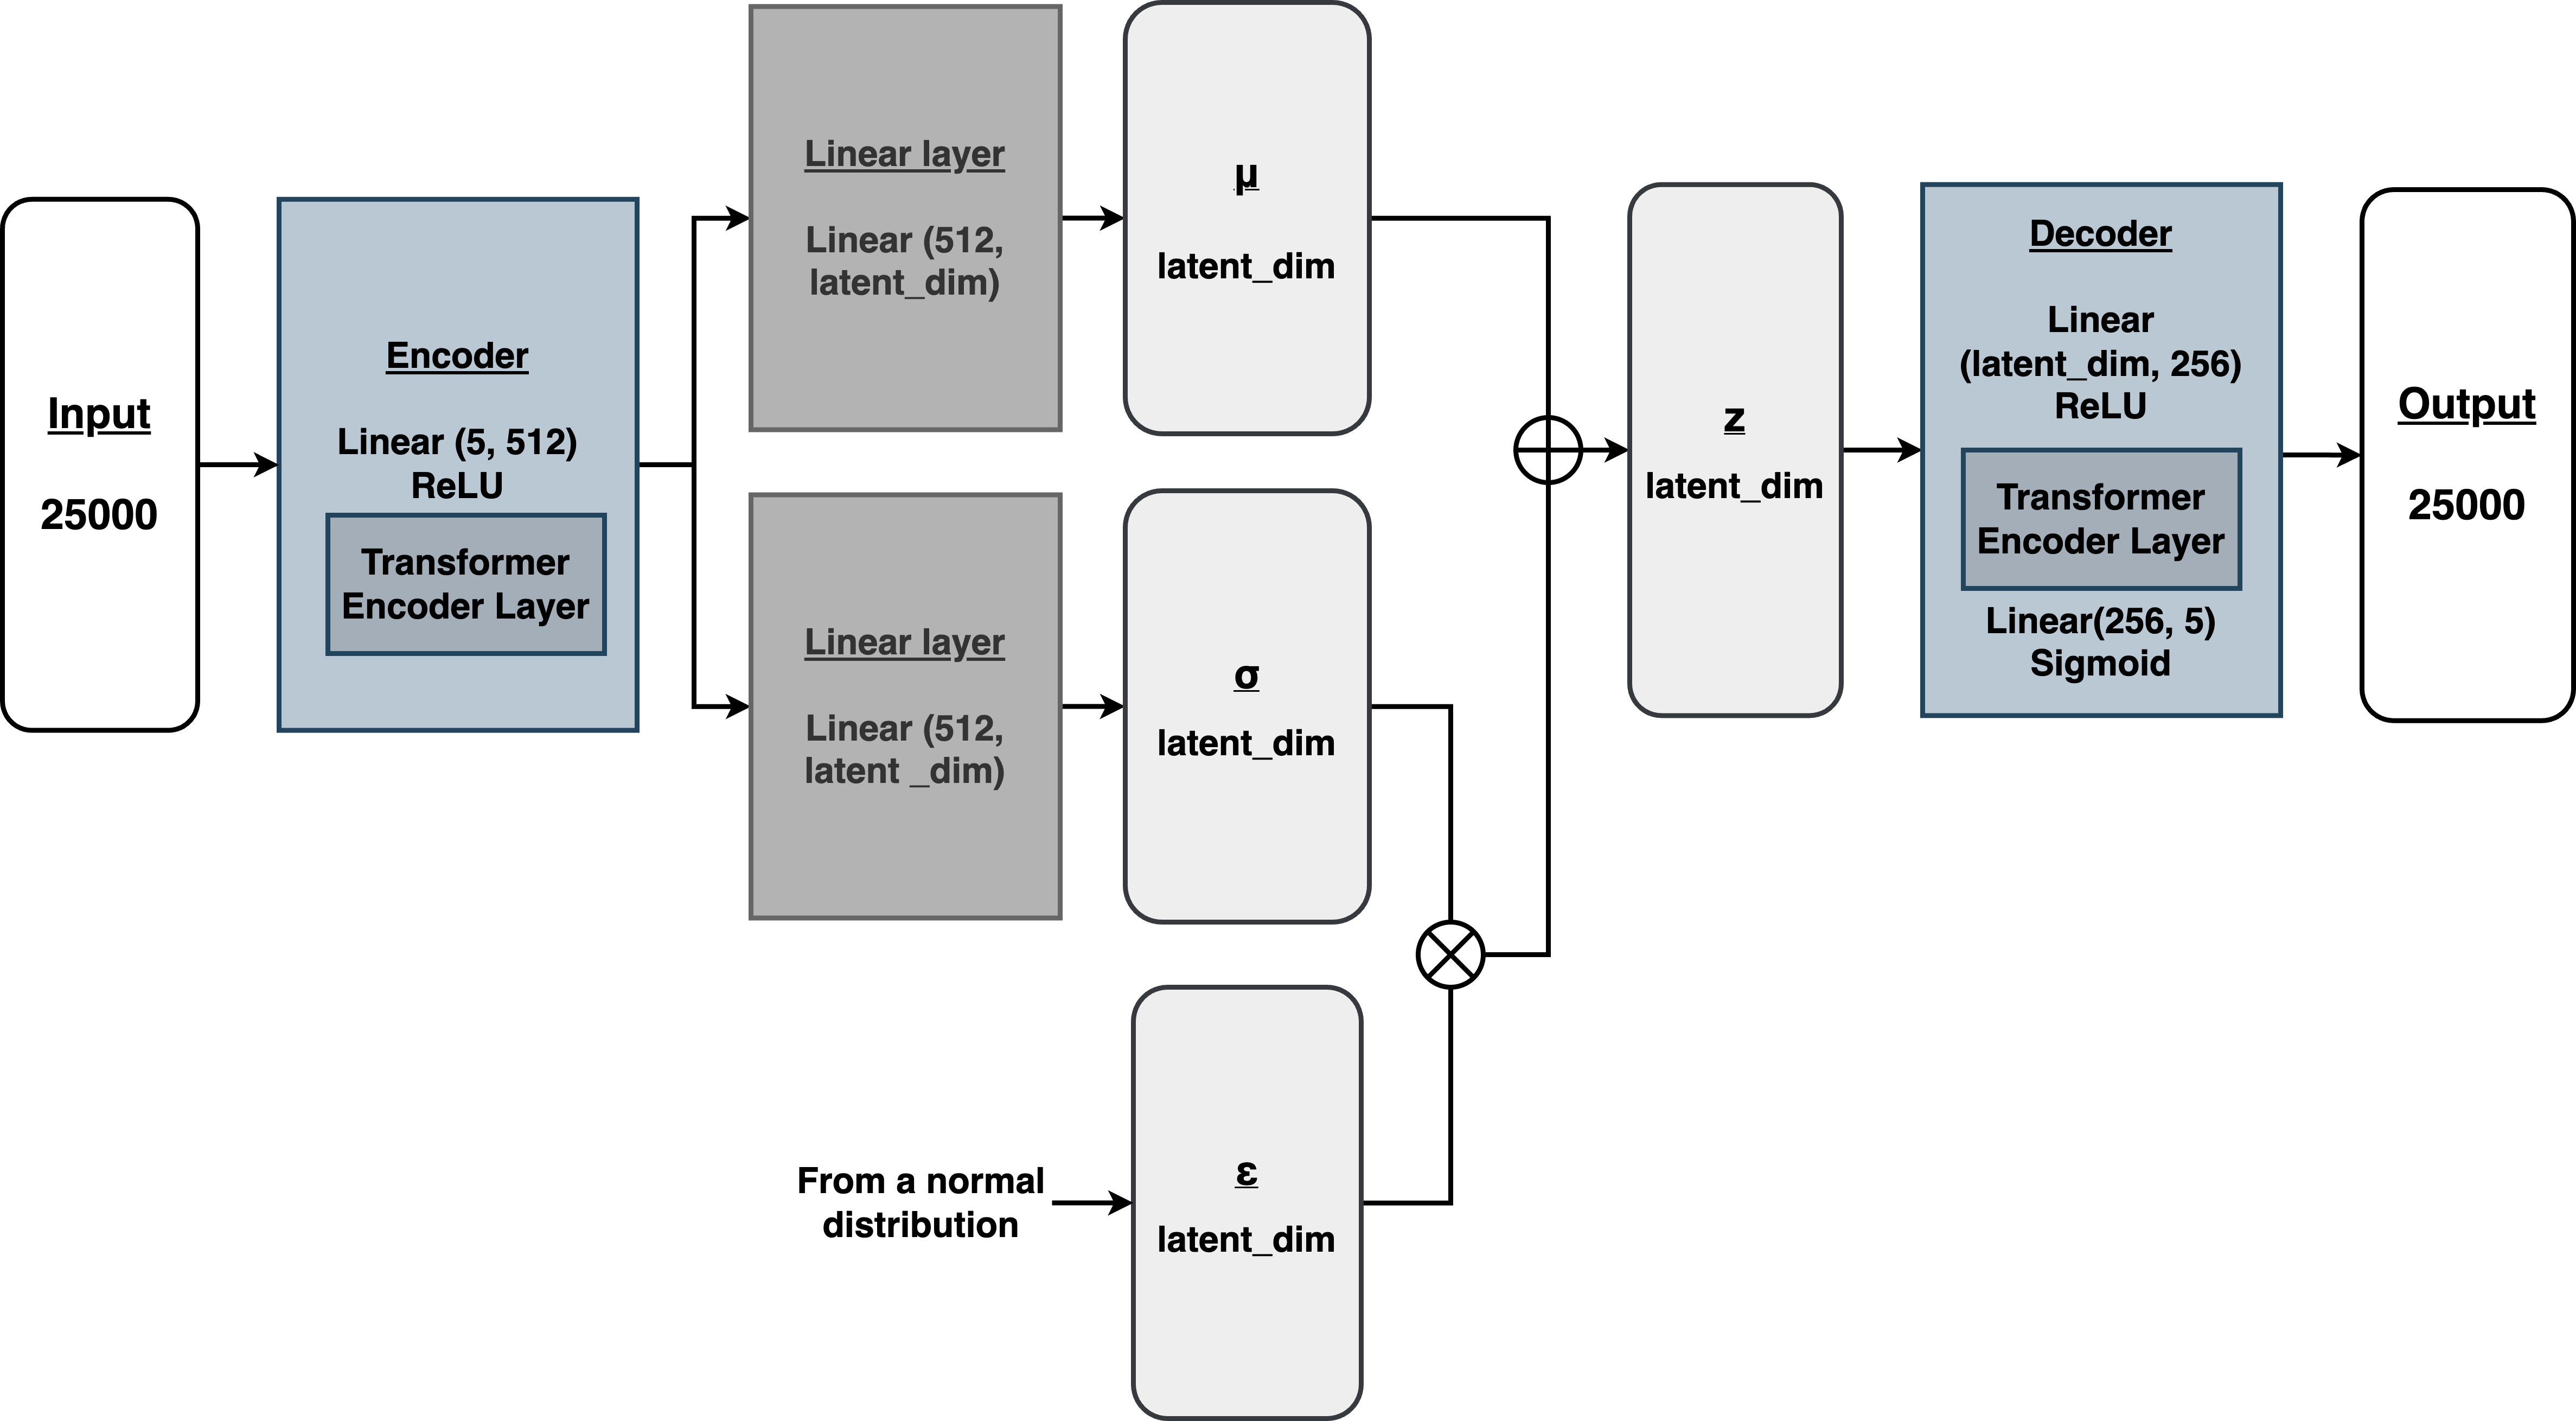 Input
25000
Encoder
Linear (5, 512)
ReLU
Transformer
Encoder Layer
Linear layer
Linear (512,
latent_dim)
μ
latent_dim
Linear layer
Linear (512,
latent _dim)
σ
latent_dim
From a normal
distribution
ε
latent_dim
z
latent_dim
Decoder
Linear
(latent_dim, 256)
ReLU
Transformer
Encoder Layer
Linear(256, 5)
Sigmoid
Output
25000